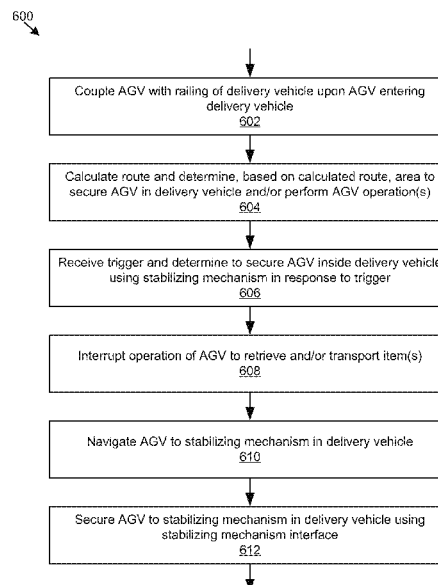 600
Couple AGV with railing of delivery vehicle upon AGV entering
delivery vehicle
602
Calculate route and determine, based on calculated route, area to
secure AGV in delivery vehicle and/or perform AGV operation(s)
604
Receive trigger and determine to secure AGV inside delivery vehicle
using stabilizing mechanism in response to trigger
606
Interrupt operation of AGV to retrieve and/or transport item(s)
608
Navigate AGV to stabilizing mechanism in delivery vehicle
610
Secure AGV to stabilizing mechanism in delivery vehicle using
stabilizing mechanism interface
612